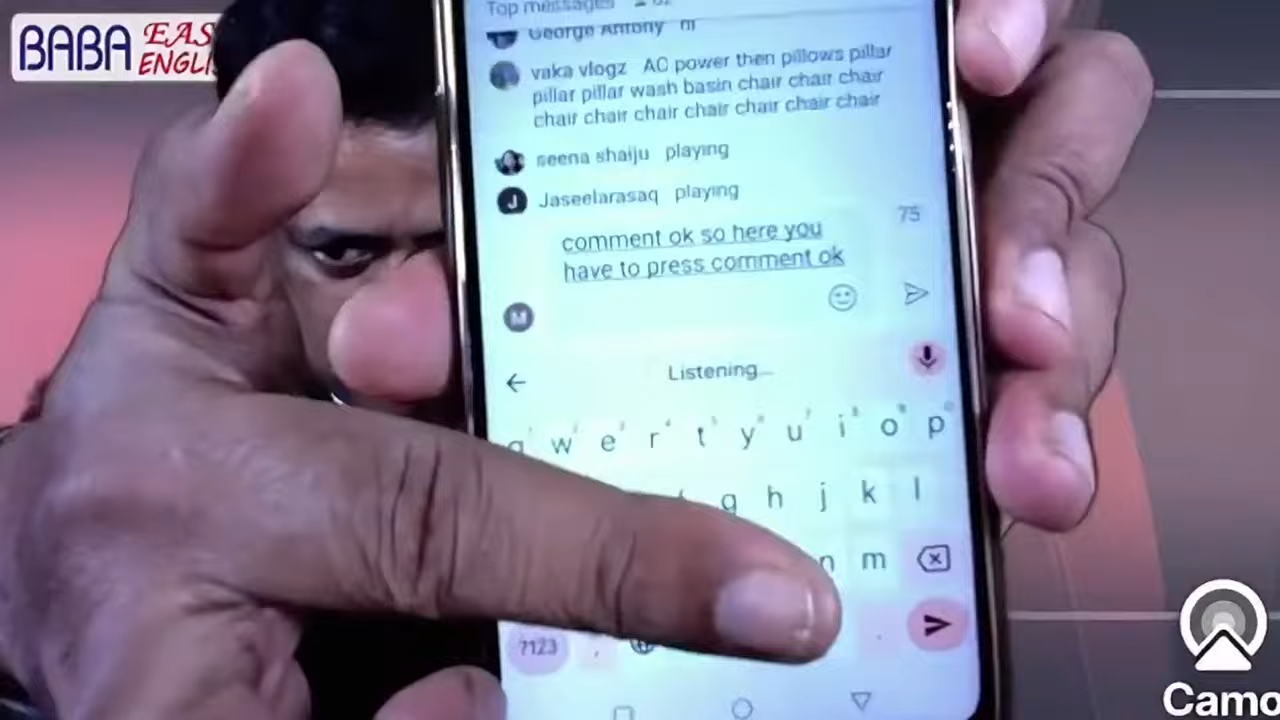 BABA EAS
ENGLI
Top messages
George Antony hi
vaka vlogz AC power then pillows pillar
pillar pillar wash basin chair chair chair
chair chair chair chair chair chair chair
seena shaiju playing
J Jaseelarasaq playing
75
comment ok so here you
have to press comment ok
M
Listening...
q w e r t y u i o p
g h j k l
n m
?123 , .
Camo